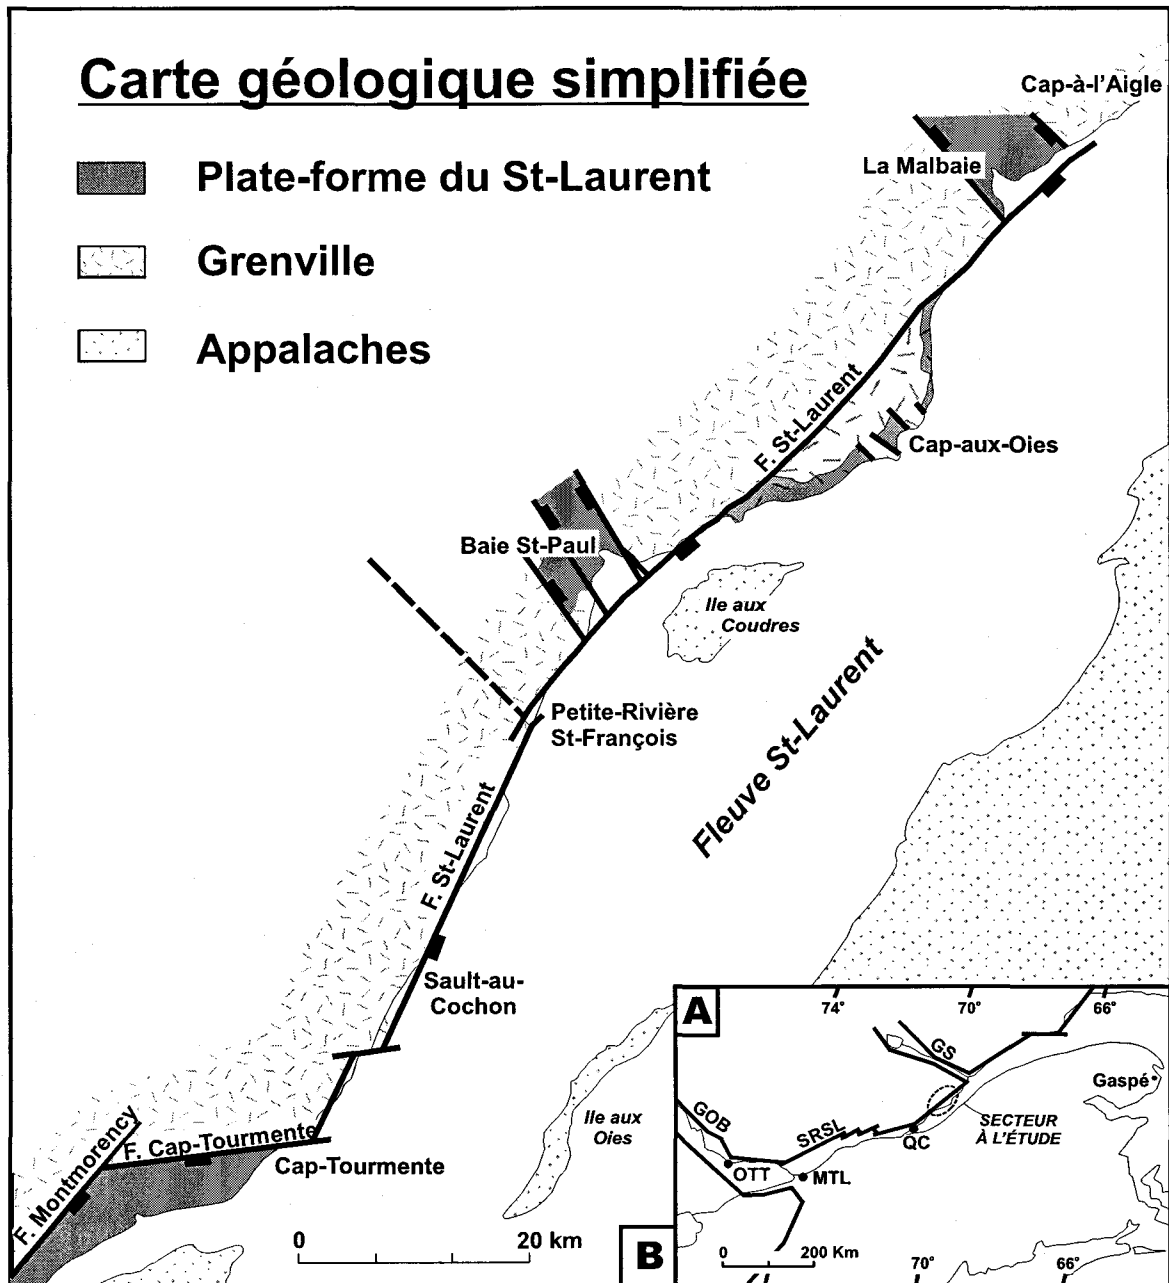 Carte géologique simplifiée
Plate-forme du St-Laurent
Grenville
Appalaches
Cap-à-l'Aigle
La Malbaie
F. St-Laurent
Cap-aux-Oies
Baie St-Paul
Ile aux
Coudres
Petite-Rivière
St-François
Fleuve St-Laurent
F. St-Laurent
Sault-au-
Cochon
Ile aux
Oies
F. Montmorency
F. Cap-Tourmente
Cap-Tourmente
0 20 km
B
A
74° 70° 66°
GS
Gaspé
GOB
SRSL
QC
SECTEUR
À L'ÉTUDE
OTT
MTL
0 200 Km
70° 66°